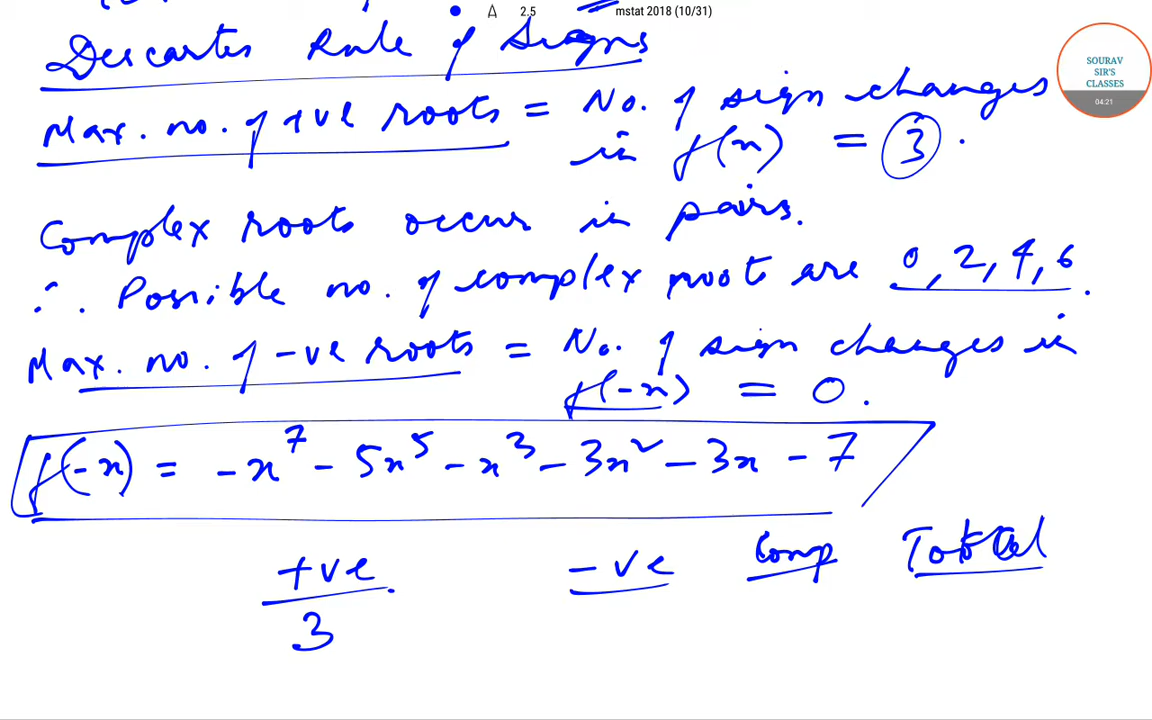 2.5 mstat 2018 (10/31)
Descartes Rule of Signs
SOURAV
SIR'S
CLASSES
04:21
Max. no. of +ve roots = No. of sign changes
in f(x) = 3.
Complex roots occur in pairs.
∴ Possible no. of complex root are 0, 2, 4, 6.
Max. no. of -ve roots = No. of sign changes in
f(-x) = 0.
f(-x) = -x⁷ - 5x⁵ - x³ - 3x² - 3x - 7
+ve -ve Comp Total
3